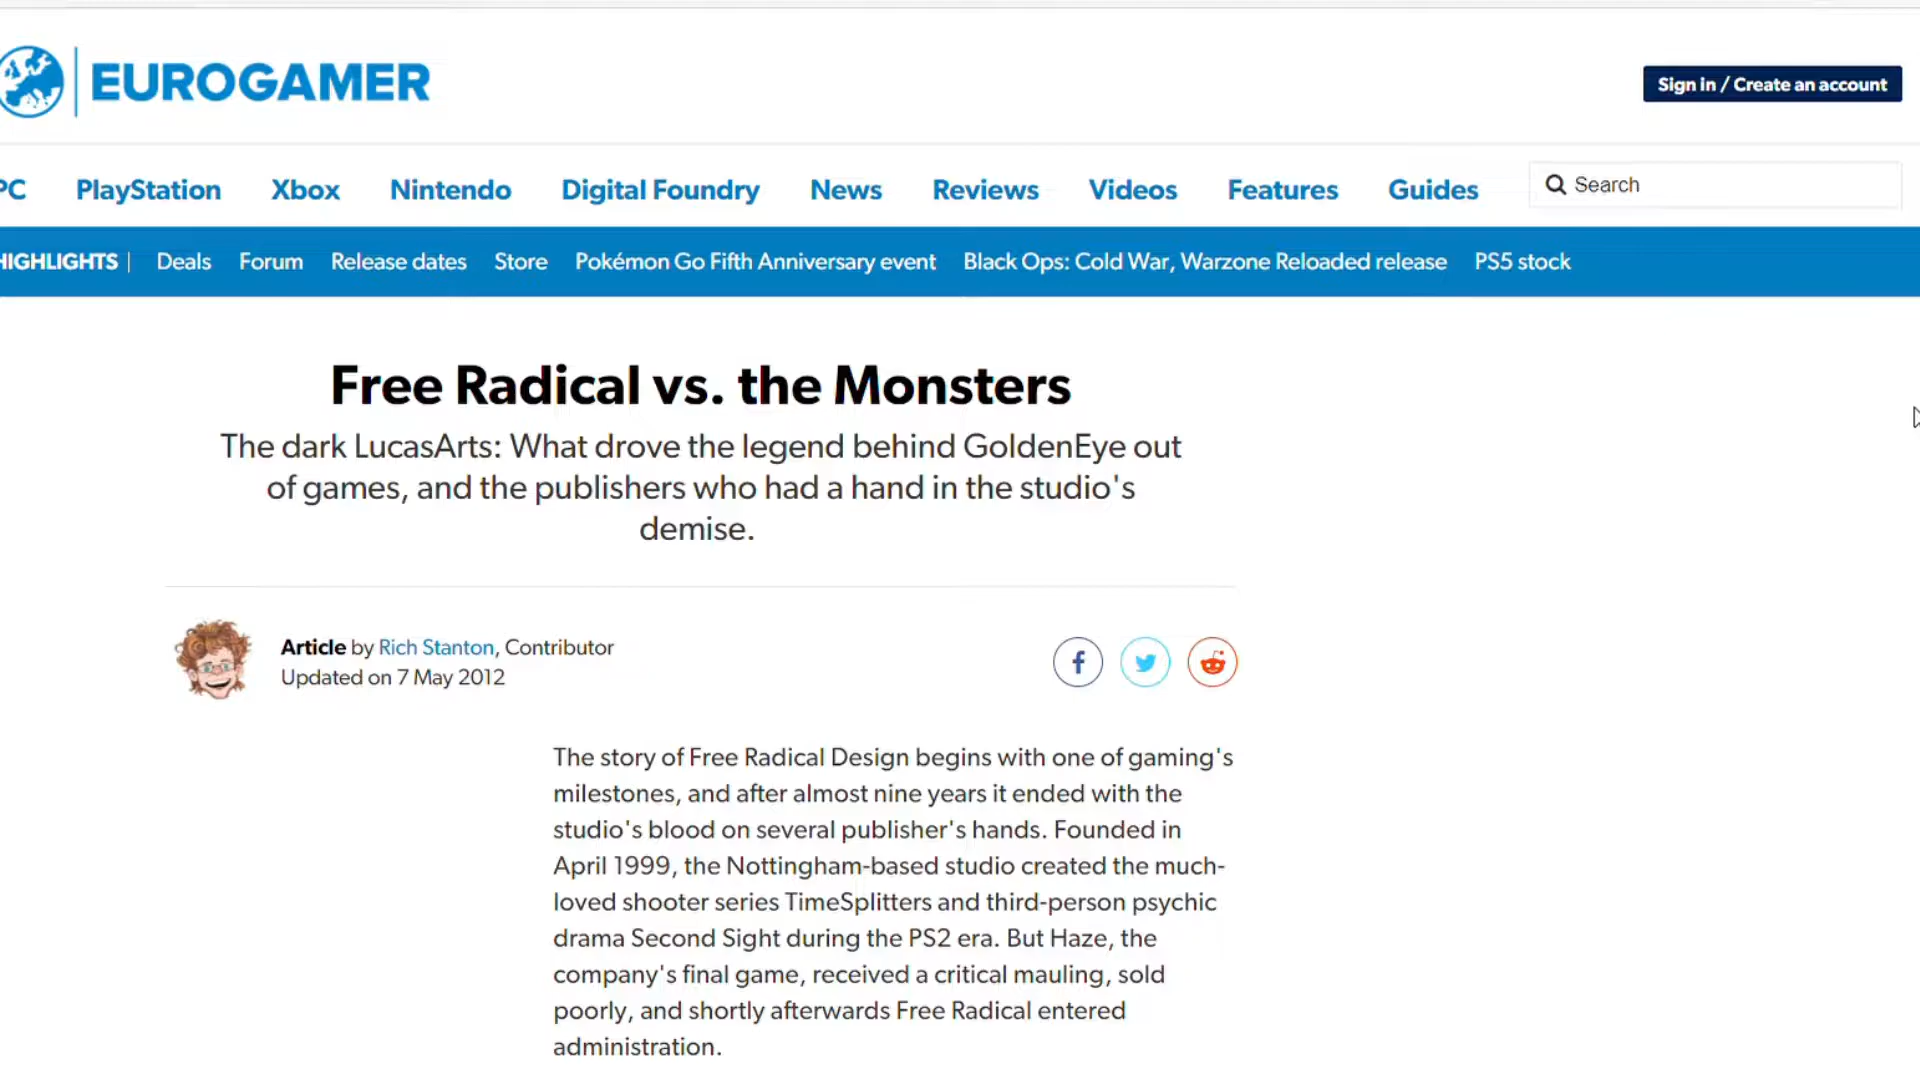 EUROGAMER
Sign in / Create an account
PC PlayStation Xbox Nintendo Digital Foundry News Reviews Videos Features Guides Search
HIGHLIGHTS | Deals Forum Release dates Store Pokémon Go Fifth Anniversary event Black Ops: Cold War, Warzone Reloaded release PS5 stock
Free Radical vs. the Monsters
The dark LucasArts: What drove the legend behind GoldenEye out
of games, and the publishers who had a hand in the studio's
demise.
Article by Rich Stanton, Contributor
Updated on 7 May 2012
The story of Free Radical Design begins with one of gaming's
milestones, and after almost nine years it ended with the
studio's blood on several publisher's hands. Founded in
April 1999, the Nottingham-based studio created the much-
loved shooter series TimeSplitters and third-person psychic
drama Second Sight during the PS2 era. But Haze, the
company's final game, received a critical mauling, sold
poorly, and shortly afterwards Free Radical entered
administration.